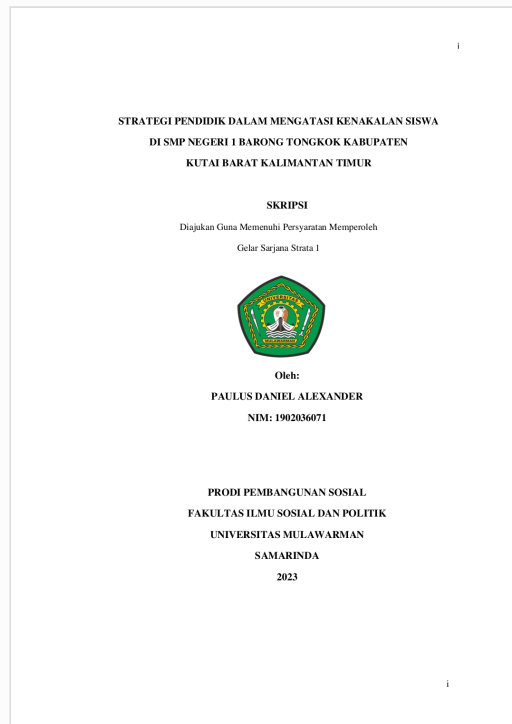 i
STRATEGI PENDIDIK DALAM MENGATASI KENAKALAN SISWA
DI SMP NEGERI 1 BARONG TONGKOK KABUPATEN
KUTAI BARAT KALIMANTAN TIMUR
SKRIPSI
Diajukan Guna Memenuhi Persyaratan Memperoleh
Gelar Sarjana Strata 1
UNIVERSITAS
MULAWARMAN
Oleh:
PAULUS DANIEL ALEXANDER
NIM: 1902036071
PRODI PEMBANGUNAN SOSIAL
FAKULTAS ILMU SOSIAL DAN POLITIK
UNIVERSITAS MULAWARMAN
SAMARINDA
2023
i